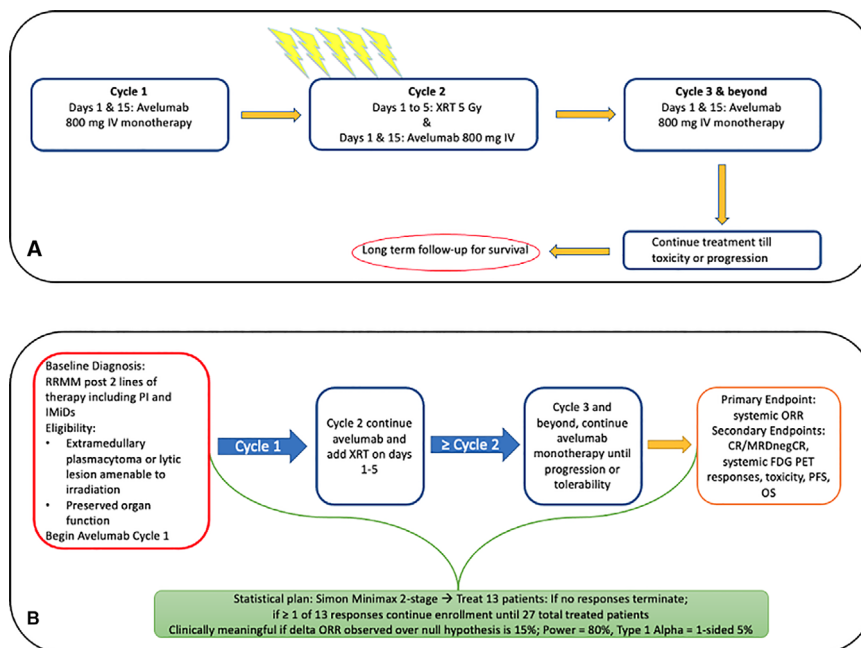 Cycle 1
Days 1 & 15: Avelumab
800 mg IV monotherapy
Cycle 2
Days 1 to 5: XRT 5 Gy
&
Days 1 & 15: Avelumab 800 mg IV
Cycle 3 & beyond
Days 1 & 15: Avelumab
800 mg IV monotherapy
Continue treatment till
toxicity or progression
Long term follow-up for survival
A
Baseline Diagnosis:
RRMM post 2 lines of
therapy including PI and
IMiDs
Eligibility:
• Extramedullary
plasmacytoma or lytic
lesion amenable to
irradiation
• Preserved organ
function
Begin Avelumab Cycle 1
Cycle 1
Cycle 2 continue
avelumab and
add XRT on days
1-5
≥ Cycle 2
Cycle 3 and
beyond, continue
avelumab
monotherapy until
progression or
tolerability
Primary Endpoint:
systemic ORR
Secondary Endpoints:
CR/MRDnegCR,
systemic FDG PET
responses, toxicity, PFS,
OS
Statistical plan: Simon Minimax 2-stage → Treat 13 patients: If no responses terminate;
if ≥ 1 of 13 responses continue enrollment until 27 total treated patients
Clinically meaningful if delta ORR observed over null hypothesis is 15%; Power = 80%, Type 1 Alpha = 1-sided 5%
B